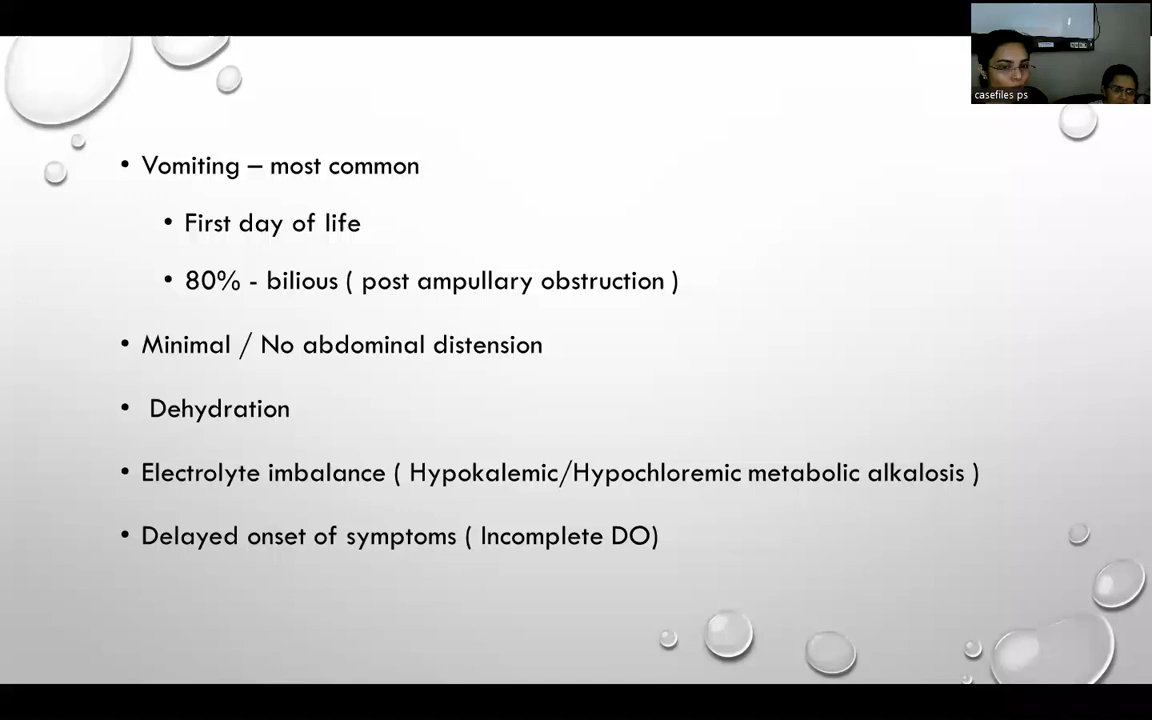 casefiles ps
• Vomiting – most common
• First day of life
• 80% - bilious ( post ampullary obstruction )
• Minimal / No abdominal distension
• Dehydration
• Electrolyte imbalance ( Hypokalemic/Hypochloremic metabolic alkalosis )
• Delayed onset of symptoms ( Incomplete DO)